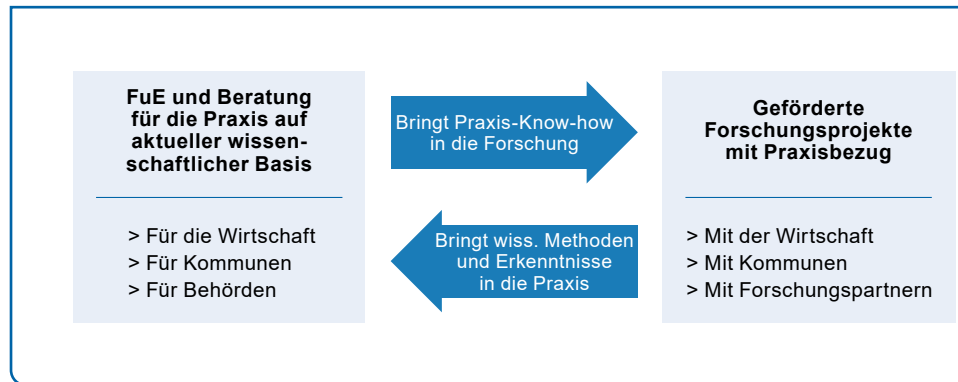 FuE und Beratung
für die Praxis auf
aktueller wissen-
schaftlicher Basis
> Für die Wirtschaft
> Für Kommunen
> Für Behörden
Bringt Praxis-Know-how
in die Forschung
Bringt wiss. Methoden
und Erkenntnisse
in die Praxis
Geförderte
Forschungsprojekte
mit Praxisbezug
> Mit der Wirtschaft
> Mit Kommunen
> Mit Forschungspartnern